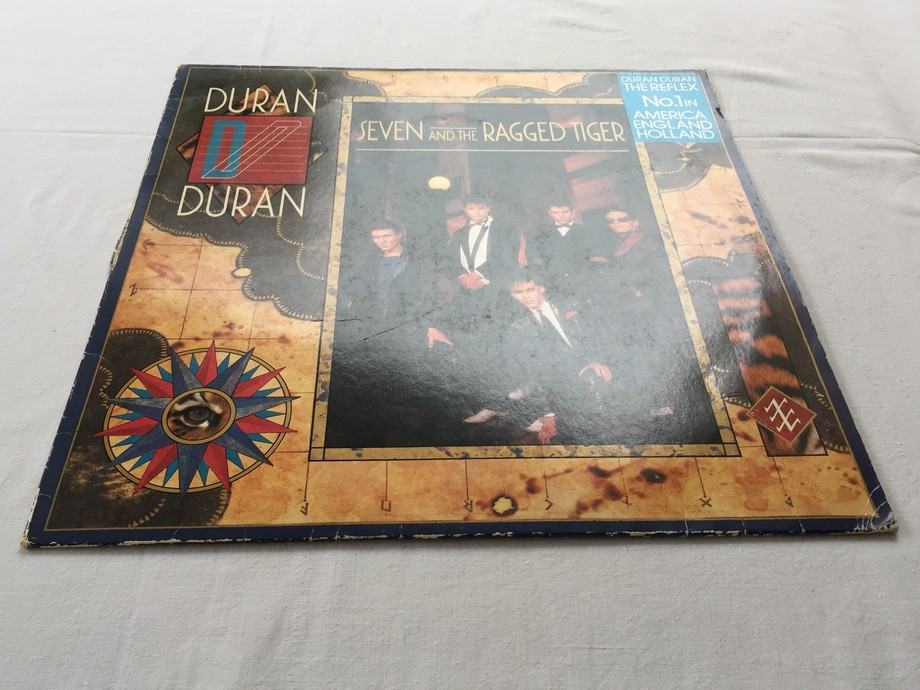 DURAN
DURAN
SEVEN AND THE RAGGED TIGER
DURAN DURAN
THE REFLEX
No.1 IN
AMERICA
ENGLAND
HOLLAND